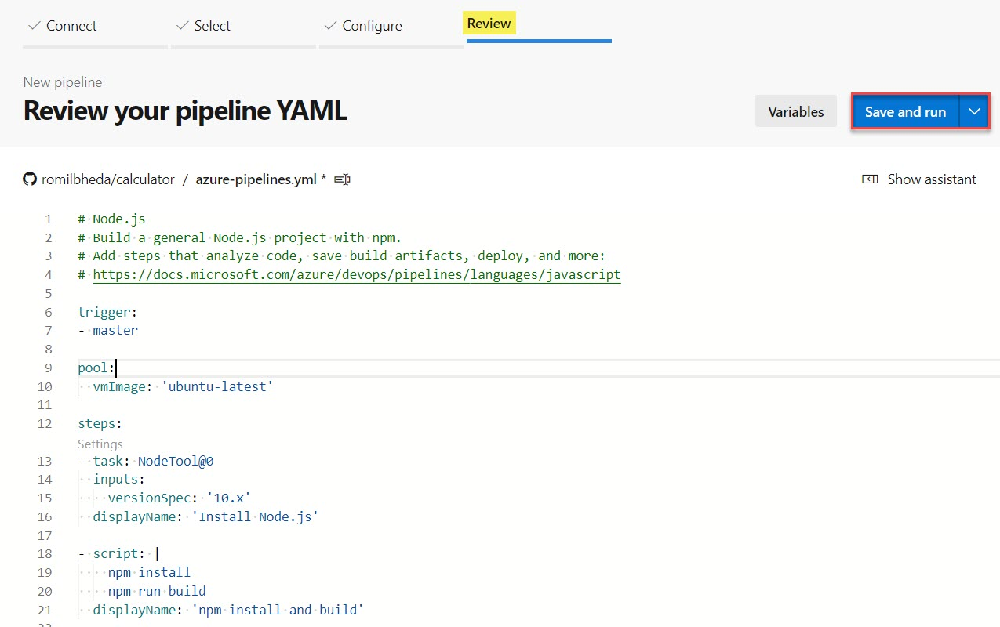 Connect Select Configure Review
New pipeline
Review your pipeline YAML
Variables Save and run
romilbheda/calculator / azure-pipelines.yml * Show assistant
1 # Node.js
2 # Build a general Node.js project with npm.
3 # Add steps that analyze code, save build artifacts, deploy, and more:
4 # https://docs.microsoft.com/azure/devops/pipelines/languages/javascript
5
6 trigger:
7 - master
8
9 pool:
10 vmImage: 'ubuntu-latest'
11
12 steps:
Settings
13 - task: NodeTool@0
14 inputs:
15 versionSpec: '10.x'
16 displayName: 'Install Node.js'
17
18 - script: |
19 npm install
20 npm run build
21 displayName: 'npm install and build'